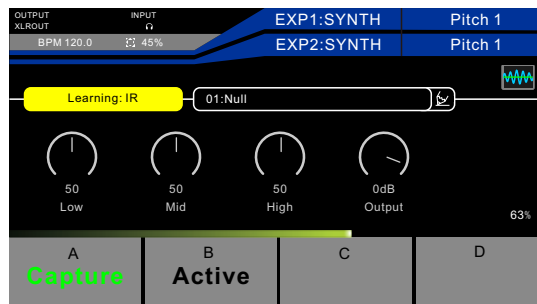 OUTPUT INPUT EXP1:SYNTH Pitch 1
XLROUT
BPM 120.0 45% EXP2:SYNTH Pitch 1
Learning: IR 01:Null
50 50 50 0dB
Low Mid High Output
63%
A B C D
Capture Active